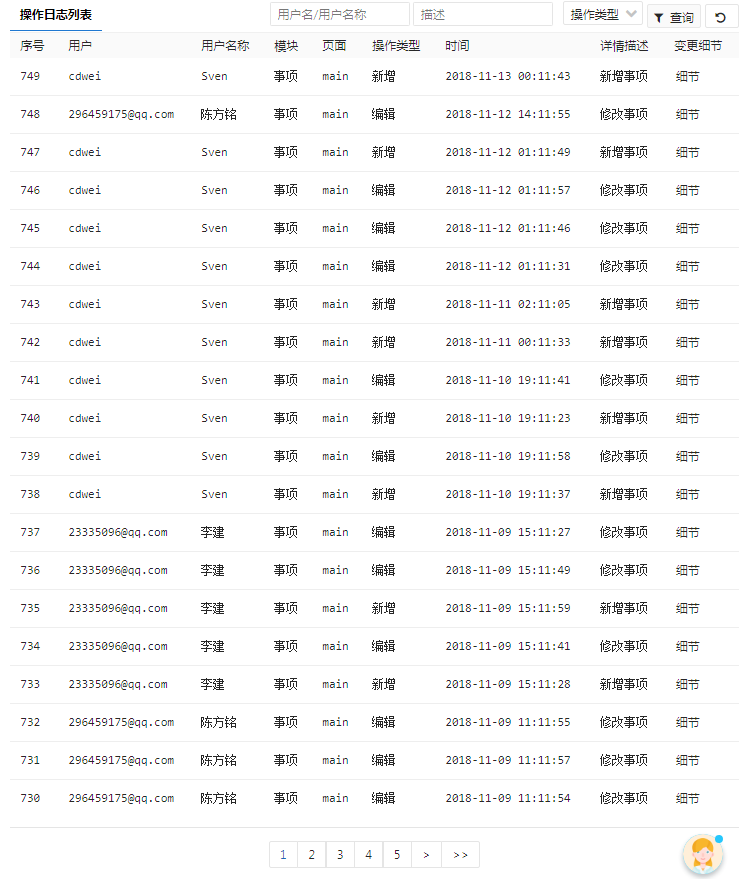 操作日志列表 用户名/用户名称 描述 操作类型 查询
序号 用户 用户名称 模块 页面 操作类型 时间 详情描述 变更细节
749 cdwei Sven 事项 main 新增 2018-11-13 00:11:43 新增事项 细节
748 296459175@qq.com 陈方铭 事项 main 编辑 2018-11-12 14:11:55 修改事项 细节
747 cdwei Sven 事项 main 新增 2018-11-12 01:11:49 新增事项 细节
746 cdwei Sven 事项 main 编辑 2018-11-12 01:11:57 修改事项 细节
745 cdwei Sven 事项 main 编辑 2018-11-12 01:11:46 修改事项 细节
744 cdwei Sven 事项 main 编辑 2018-11-12 01:11:31 修改事项 细节
743 cdwei Sven 事项 main 新增 2018-11-11 02:11:05 新增事项 细节
742 cdwei Sven 事项 main 新增 2018-11-11 00:11:33 新增事项 细节
741 cdwei Sven 事项 main 编辑 2018-11-10 19:11:41 修改事项 细节
740 cdwei Sven 事项 main 新增 2018-11-10 19:11:23 新增事项 细节
739 cdwei Sven 事项 main 编辑 2018-11-10 19:11:58 修改事项 细节
738 cdwei Sven 事项 main 新增 2018-11-10 19:11:37 新增事项 细节
737 23335096@qq.com 李建 事项 main 编辑 2018-11-09 15:11:27 修改事项 细节
736 23335096@qq.com 李建 事项 main 编辑 2018-11-09 15:11:49 修改事项 细节
735 23335096@qq.com 李建 事项 main 新增 2018-11-09 15:11:59 新增事项 细节
734 23335096@qq.com 李建 事项 main 编辑 2018-11-09 15:11:41 修改事项 细节
733 23335096@qq.com 李建 事项 main 新增 2018-11-09 15:11:28 新增事项 细节
732 296459175@qq.com 陈方铭 事项 main 编辑 2018-11-09 11:11:55 修改事项 细节
731 296459175@qq.com 陈方铭 事项 main 编辑 2018-11-09 11:11:57 修改事项 细节
730 296459175@qq.com 陈方铭 事项 main 编辑 2018-11-09 11:11:54 修改事项 细节
1 2 3 4 5 > >>